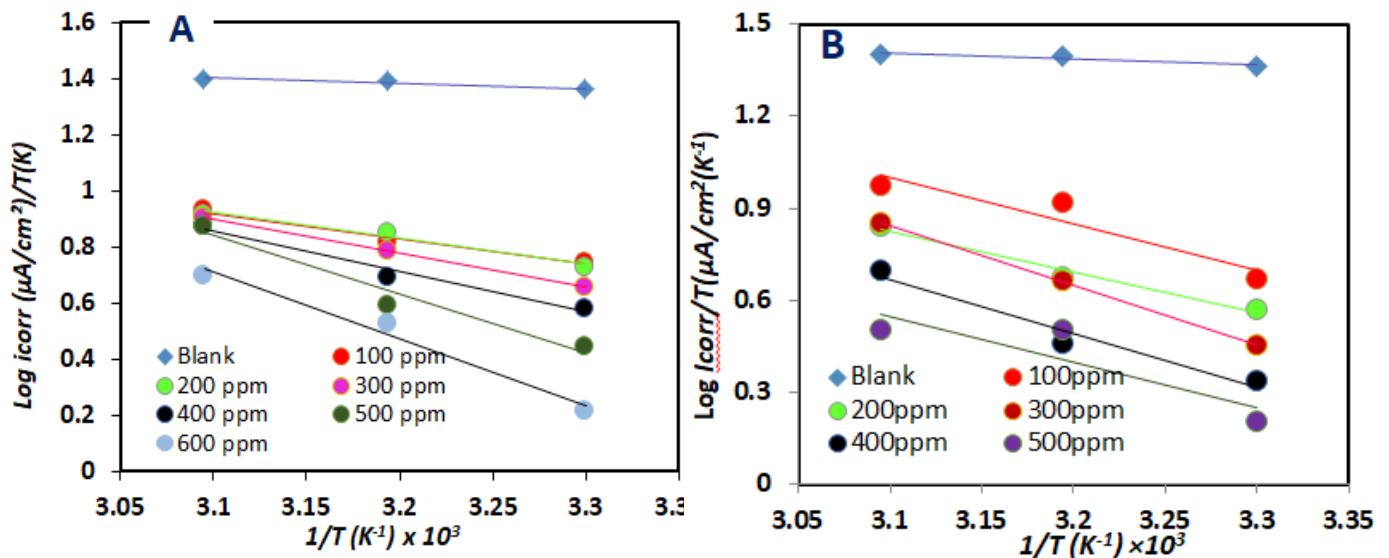 A
Log icorr (µA/cm²)/T(K)
1.6
1.4
1.2
1
0.8
0.6
0.4
0.2
0
Blank
100 ppm
200 ppm
300 ppm
400 ppm
500 ppm
600 ppm
3.05
3.1
3.15
3.2
3.25
3.3
3.3
1/T (K⁻¹) x 10³
B
Log Icorr/T(µA/cm²(K⁻¹)
1.5
1.2
0.9
0.6
0.3
0
Blank
100ppm
200ppm
300ppm
400ppm
500ppm
3.05
3.1
3.15
3.2
3.25
3.3
3.35
1/T (K⁻¹) ×10³